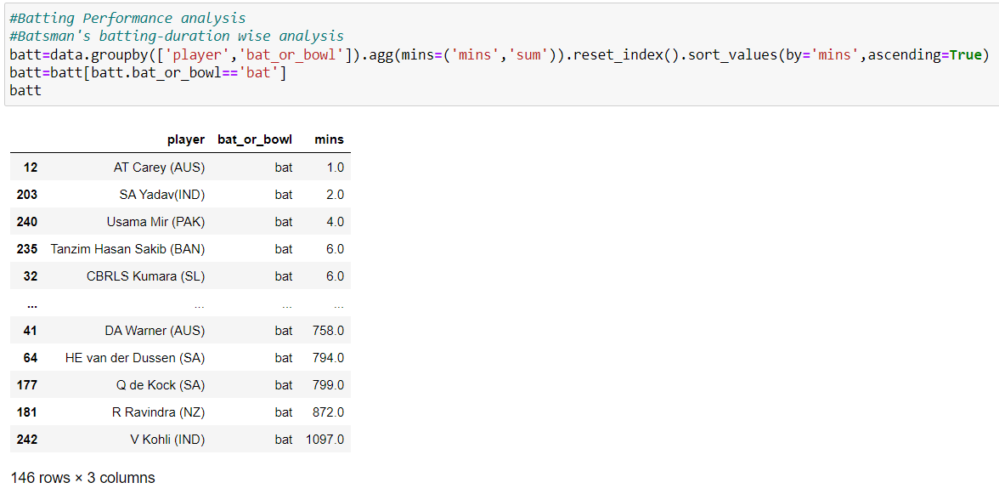 #Batting Performance analysis
#Batsman's batting-duration wise analysis
batt=data.groupby(['player','bat_or_bowl']).agg(mins=('mins','sum')).reset_index().sort_values(by='mins',ascending=True)
batt=batt[batt.bat_or_bowl=='bat']
batt
player bat_or_bowl mins
12 AT Carey (AUS) bat 1.0
203 SA Yadav(IND) bat 2.0
240 Usama Mir (PAK) bat 4.0
235 Tanzim Hasan Sakib (BAN) bat 6.0
32 CBRLS Kumara (SL) bat 6.0
... ... ... ...
41 DA Warner (AUS) bat 758.0
64 HE van der Dussen (SA) bat 794.0
177 Q de Kock (SA) bat 799.0
181 R Ravindra (NZ) bat 872.0
242 V Kohli (IND) bat 1097.0
146 rows × 3 columns